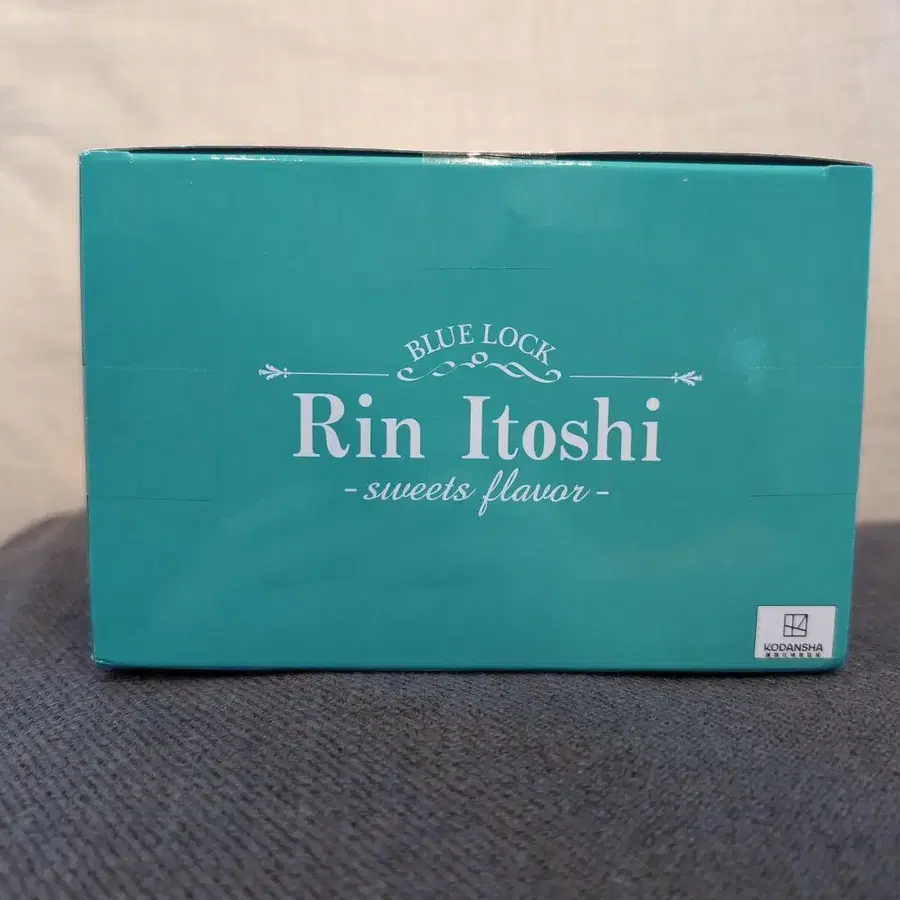 BLUE LOCK
Rin Itoshi
- sweets flavor -
KODANSHA